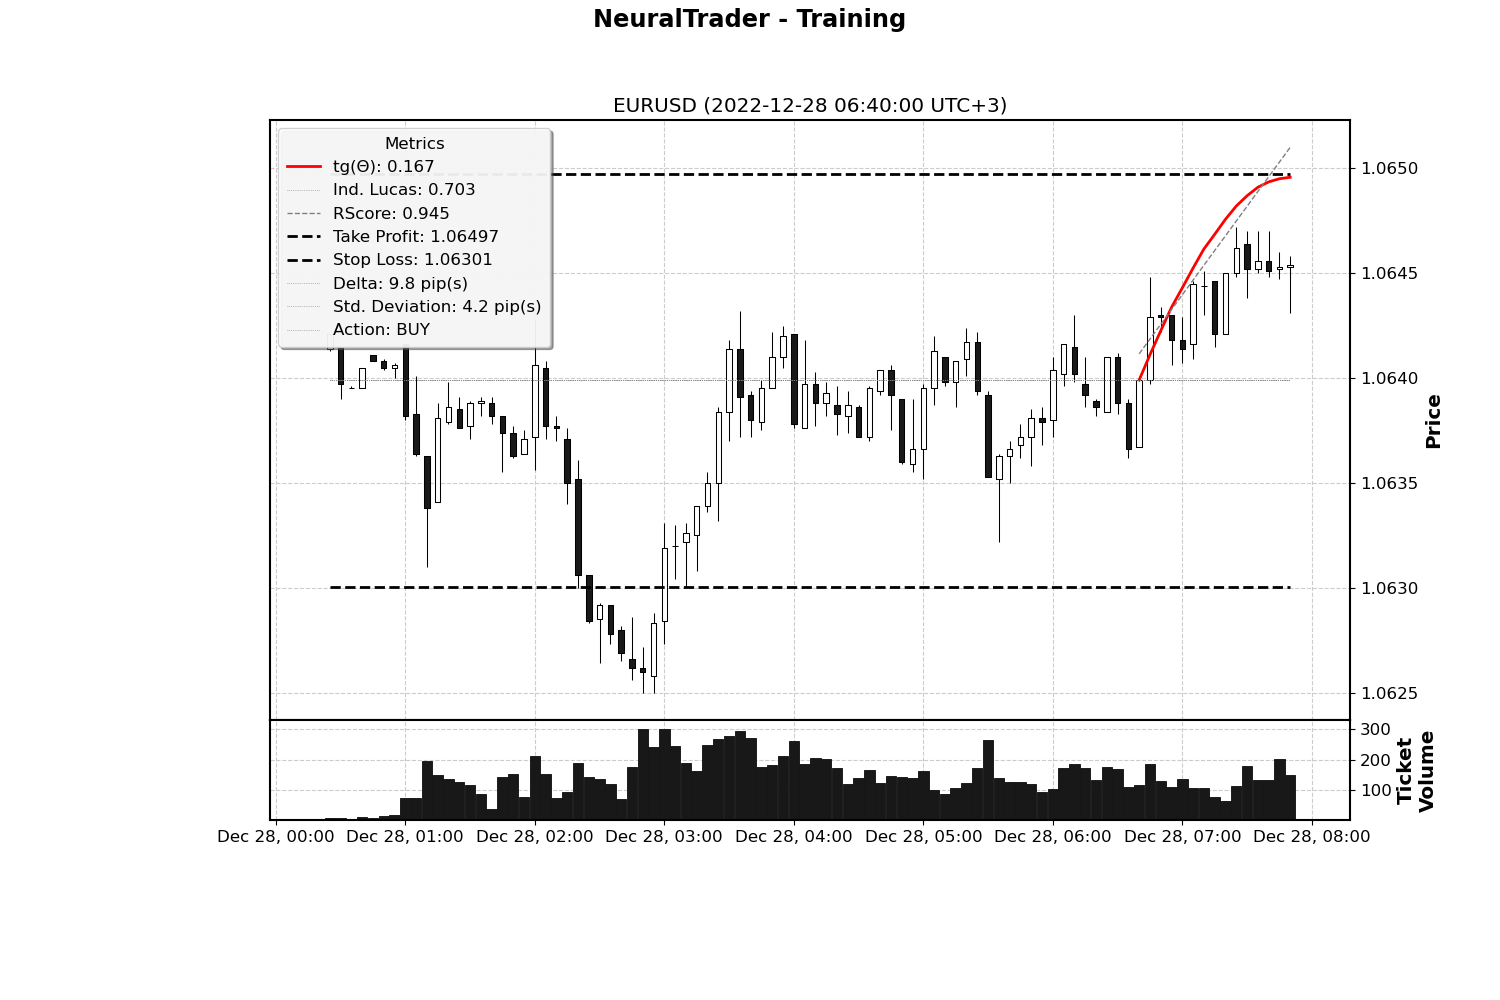 NeuralTrader - Training
EURUSD (2022-12-28 06:40:00 UTC+3)
Metrics
tg(Θ): 0.167
Ind. Lucas: 0.703
RScore: 0.945
Take Profit: 1.06497
Stop Loss: 1.06301
Delta: 9.8 pip(s)
Std. Deviation: 4.2 pip(s)
Action: BUY
1.0650
1.0645
1.0640
1.0635
1.0630
1.0625
Price
300
200
100
Ticket
Volume
Dec 28, 00:00 Dec 28, 01:00 Dec 28, 02:00 Dec 28, 03:00 Dec 28, 04:00 Dec 28, 05:00 Dec 28, 06:00 Dec 28, 07:00 Dec 28, 08:00